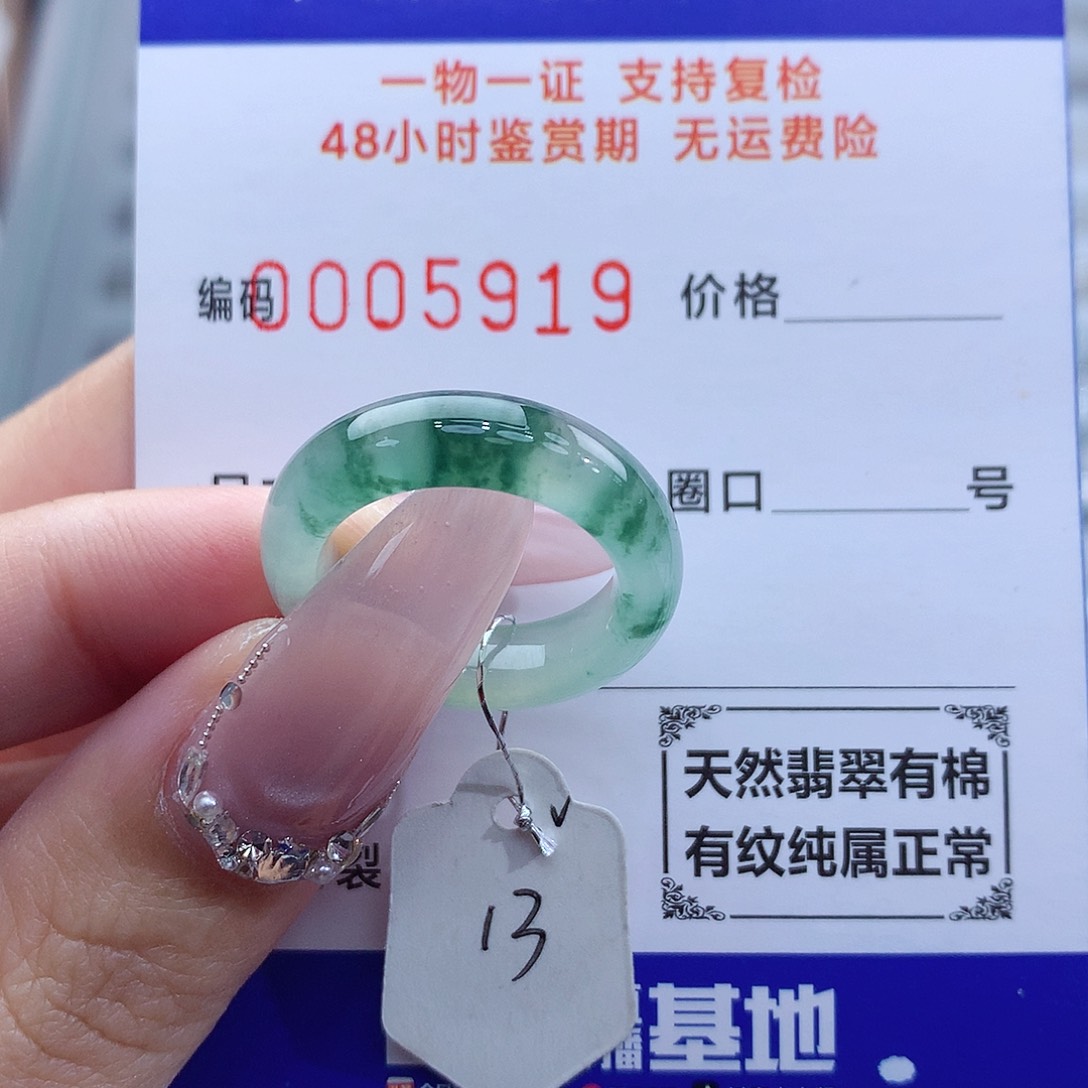 一物一证 支持复检
48小时鉴赏期 无运费险
编码0005919 价格
圈口 号
天然翡翠有棉
有纹纯属正常
裂
13
播基地